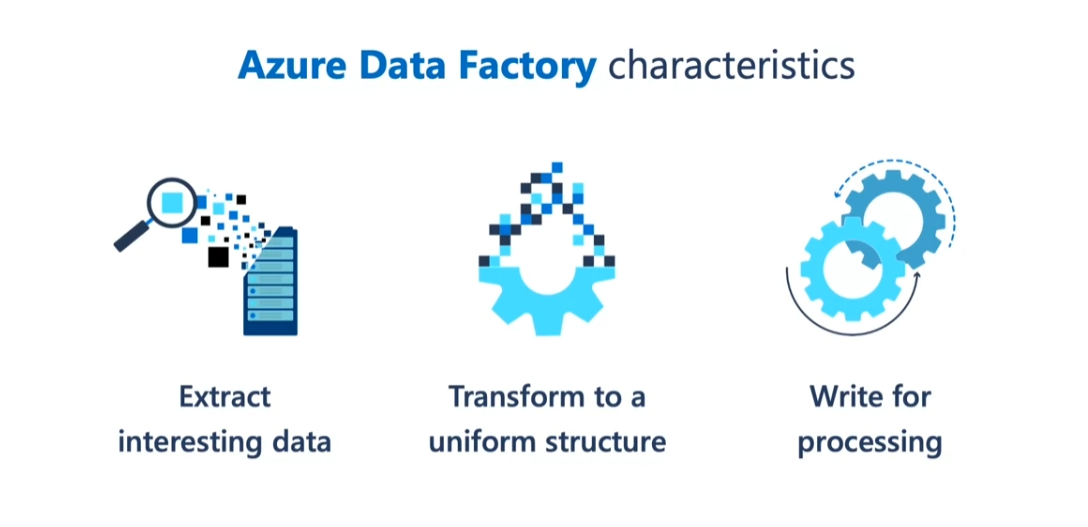 Azure Data Factory characteristics
Extract
interesting data
Transform to a
uniform structure
Write for
processing